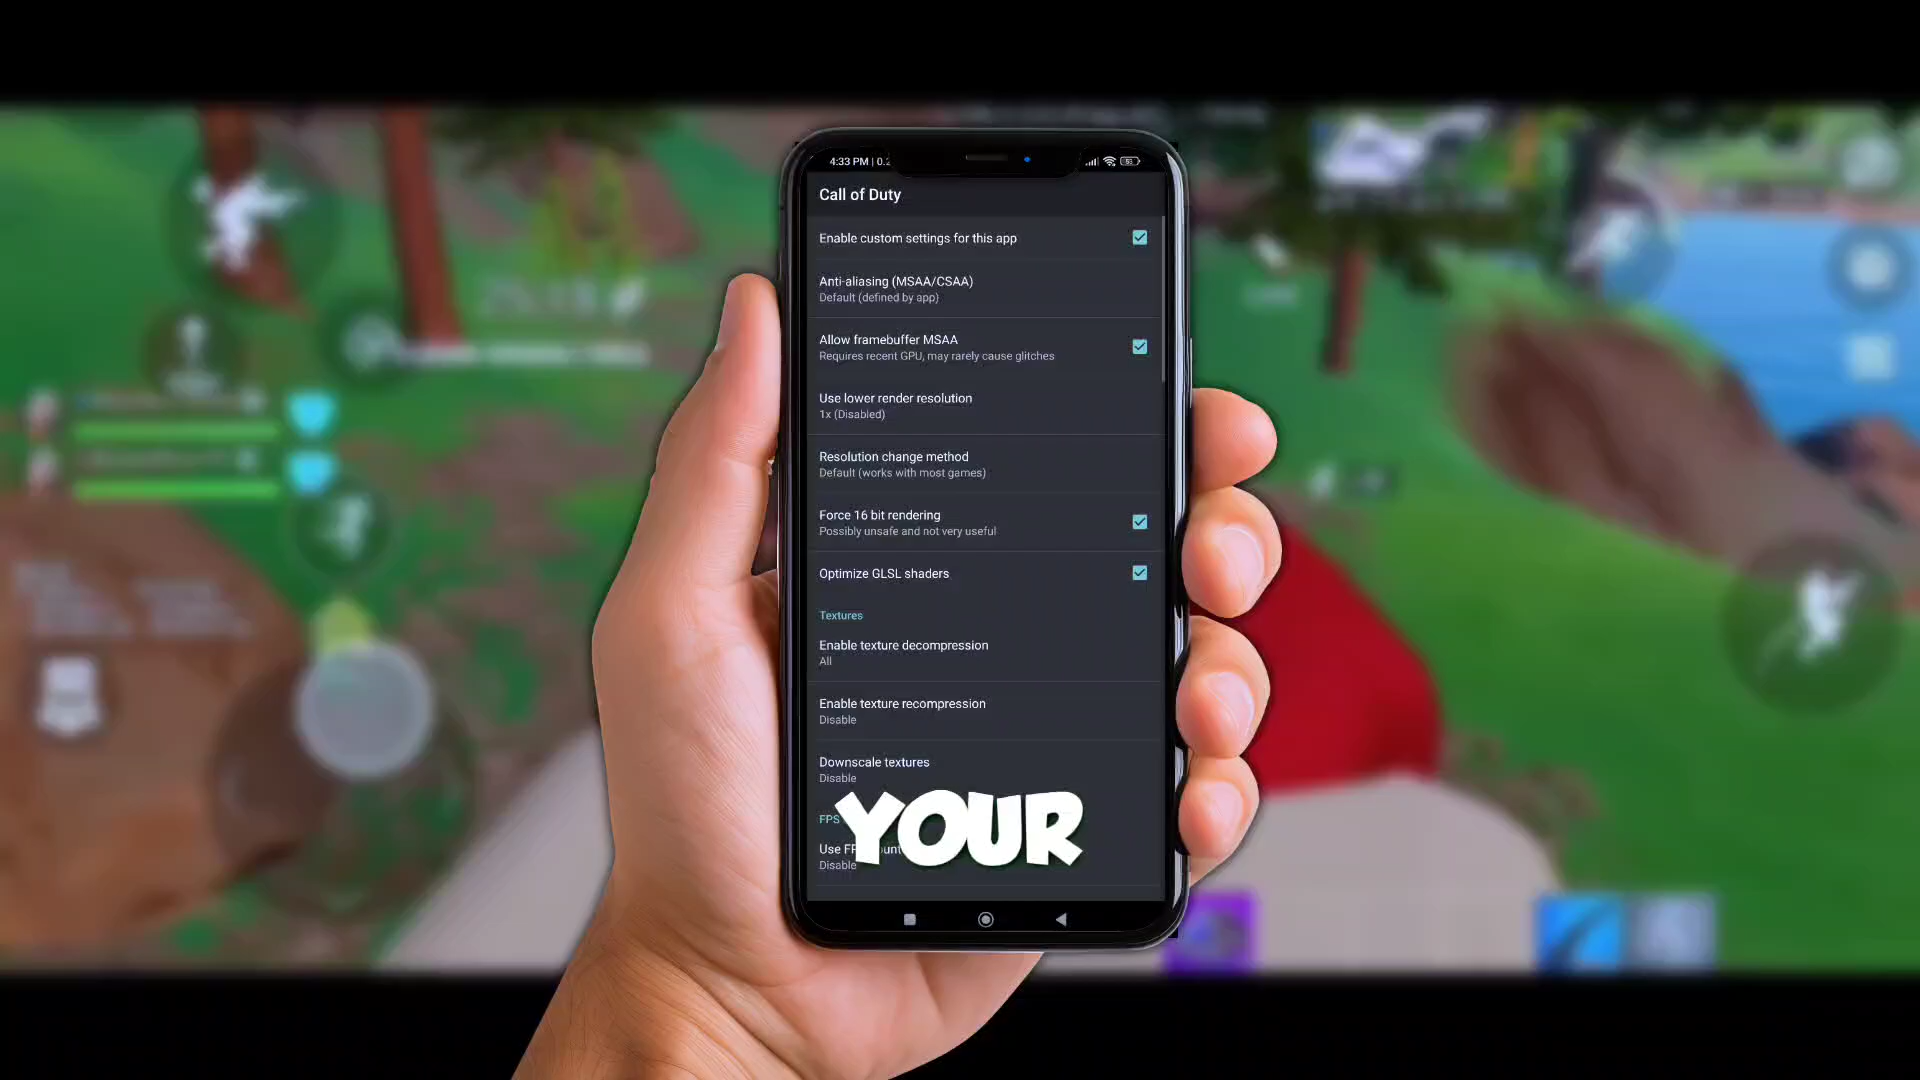 4:33 PM | 0.2
Call of Duty
Enable custom settings for this app
Anti-aliasing (MSAA/CSAA)
Default (defined by app)
Allow framebuffer MSAA
Requires recent GPU, may rarely cause glitches
Use lower render resolution
1x (Disabled)
Resolution change method
Default (works with most games)
Force 16 bit rendering
Possibly unsafe and not very useful
Optimize GLSL shaders
Textures
Enable texture decompression
All
Enable texture recompression
Disable
Downscale textures
Disable
FPS
YOUR
Use
Disable